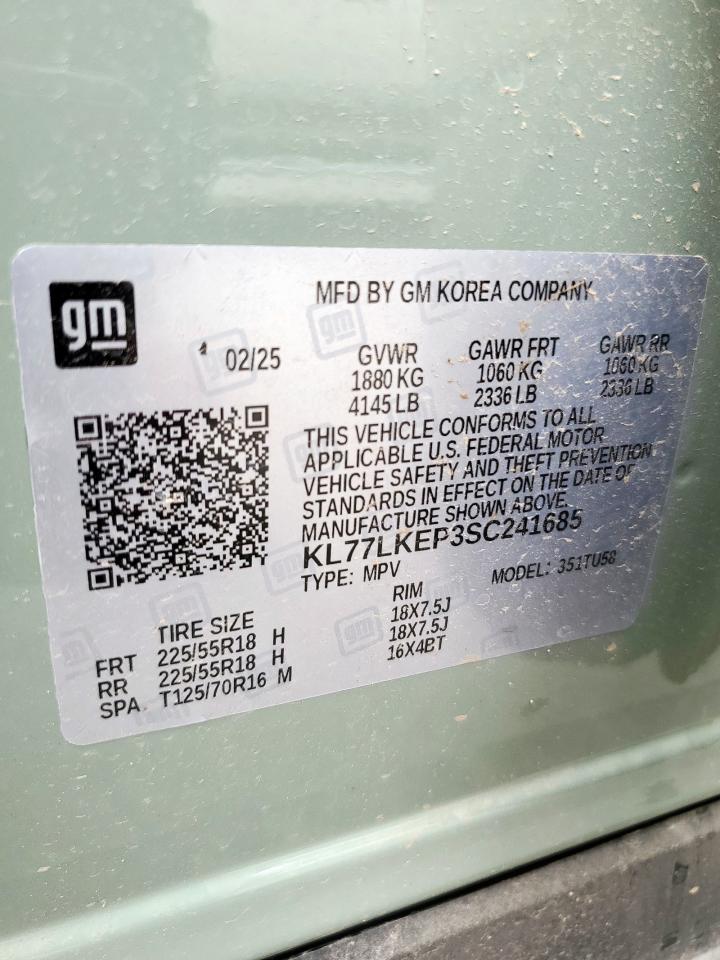 gm
MFD BY GM KOREA COMPANY
02/25
GVWR GAWR FRT GAWR RR
1880 KG 1060 KG 1060 KG
4145 LB 2336 LB 2336 LB
THIS VEHICLE CONFORMS TO ALL
APPLICABLE U.S. FEDERAL MOTOR
VEHICLE SAFETY AND THEFT PREVENTION
STANDARDS IN EFFECT ON THE DATE OF
MANUFACTURE SHOWN ABOVE
KL77LKEP3SC241685
TYPE: MPV MODEL: 351TU58
TIRE SIZE RIM
FRT 225/55R18 H 18X7.5J
RR 225/55R18 H 18X7.5J
SPA. T125/70R16 M 16X4BT